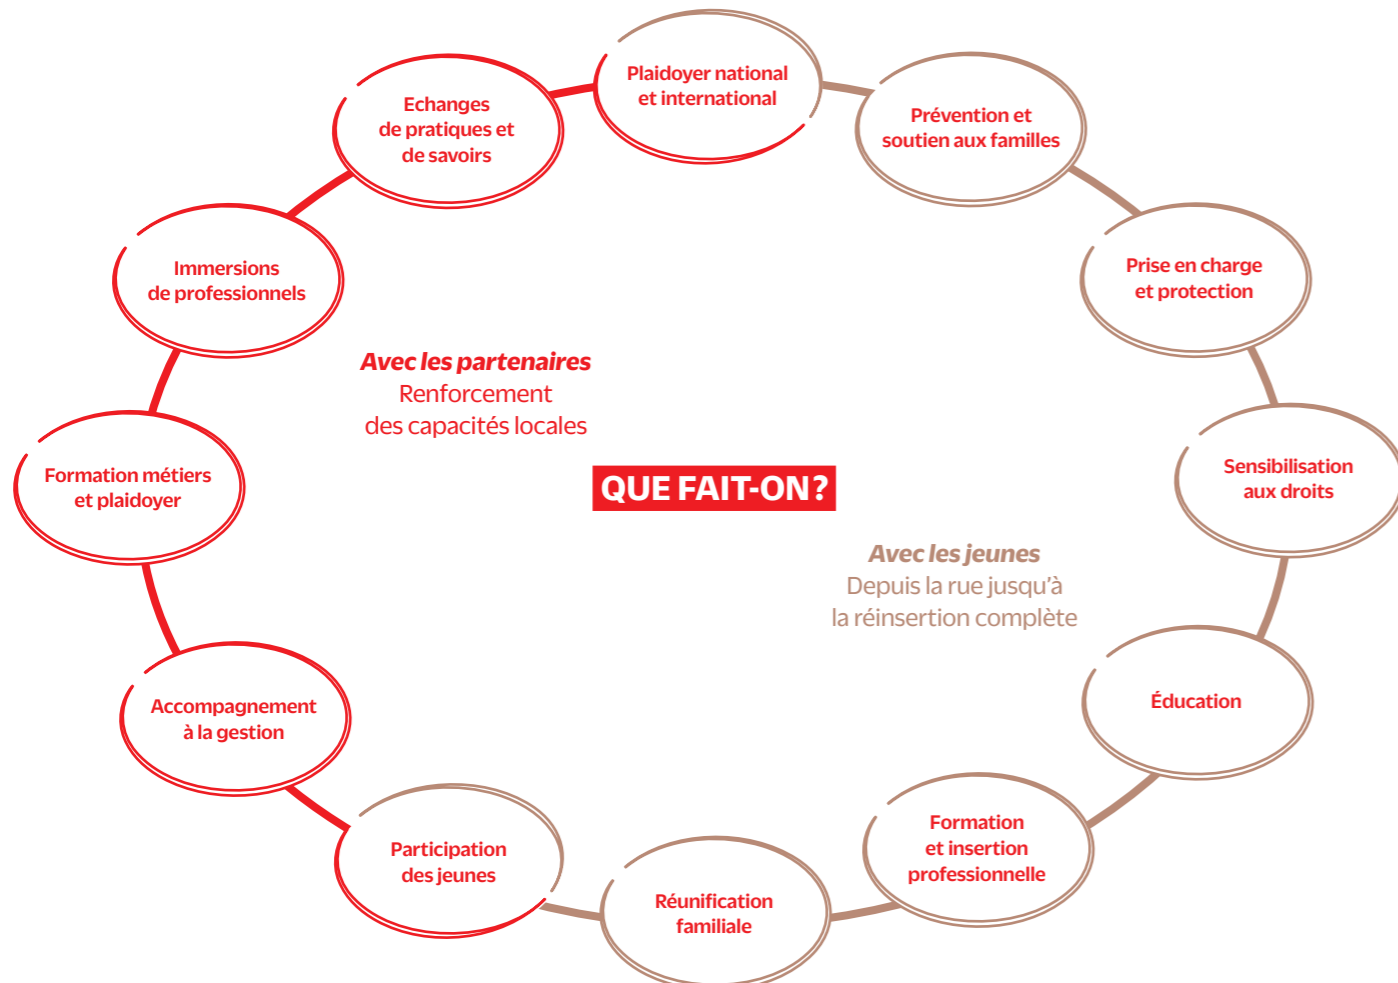 Plaidoyer national
et international
Prévention et
soutien aux familles
Prise en charge
et protection
Sensibilisation
aux droits
Éducation
Formation
et insertion
professionnelle
Réunification
familiale
Participation
des jeunes
Accompagnement
à la gestion
Formation métiers
et plaidoyer
Immersions
de professionnels
Echanges
de pratiques et
de savoirs
Avec les partenaires
Renforcement
des capacités locales
QUE FAIT-ON?
Avec les jeunes
Depuis la rue jusqu'à
la réinsertion complète